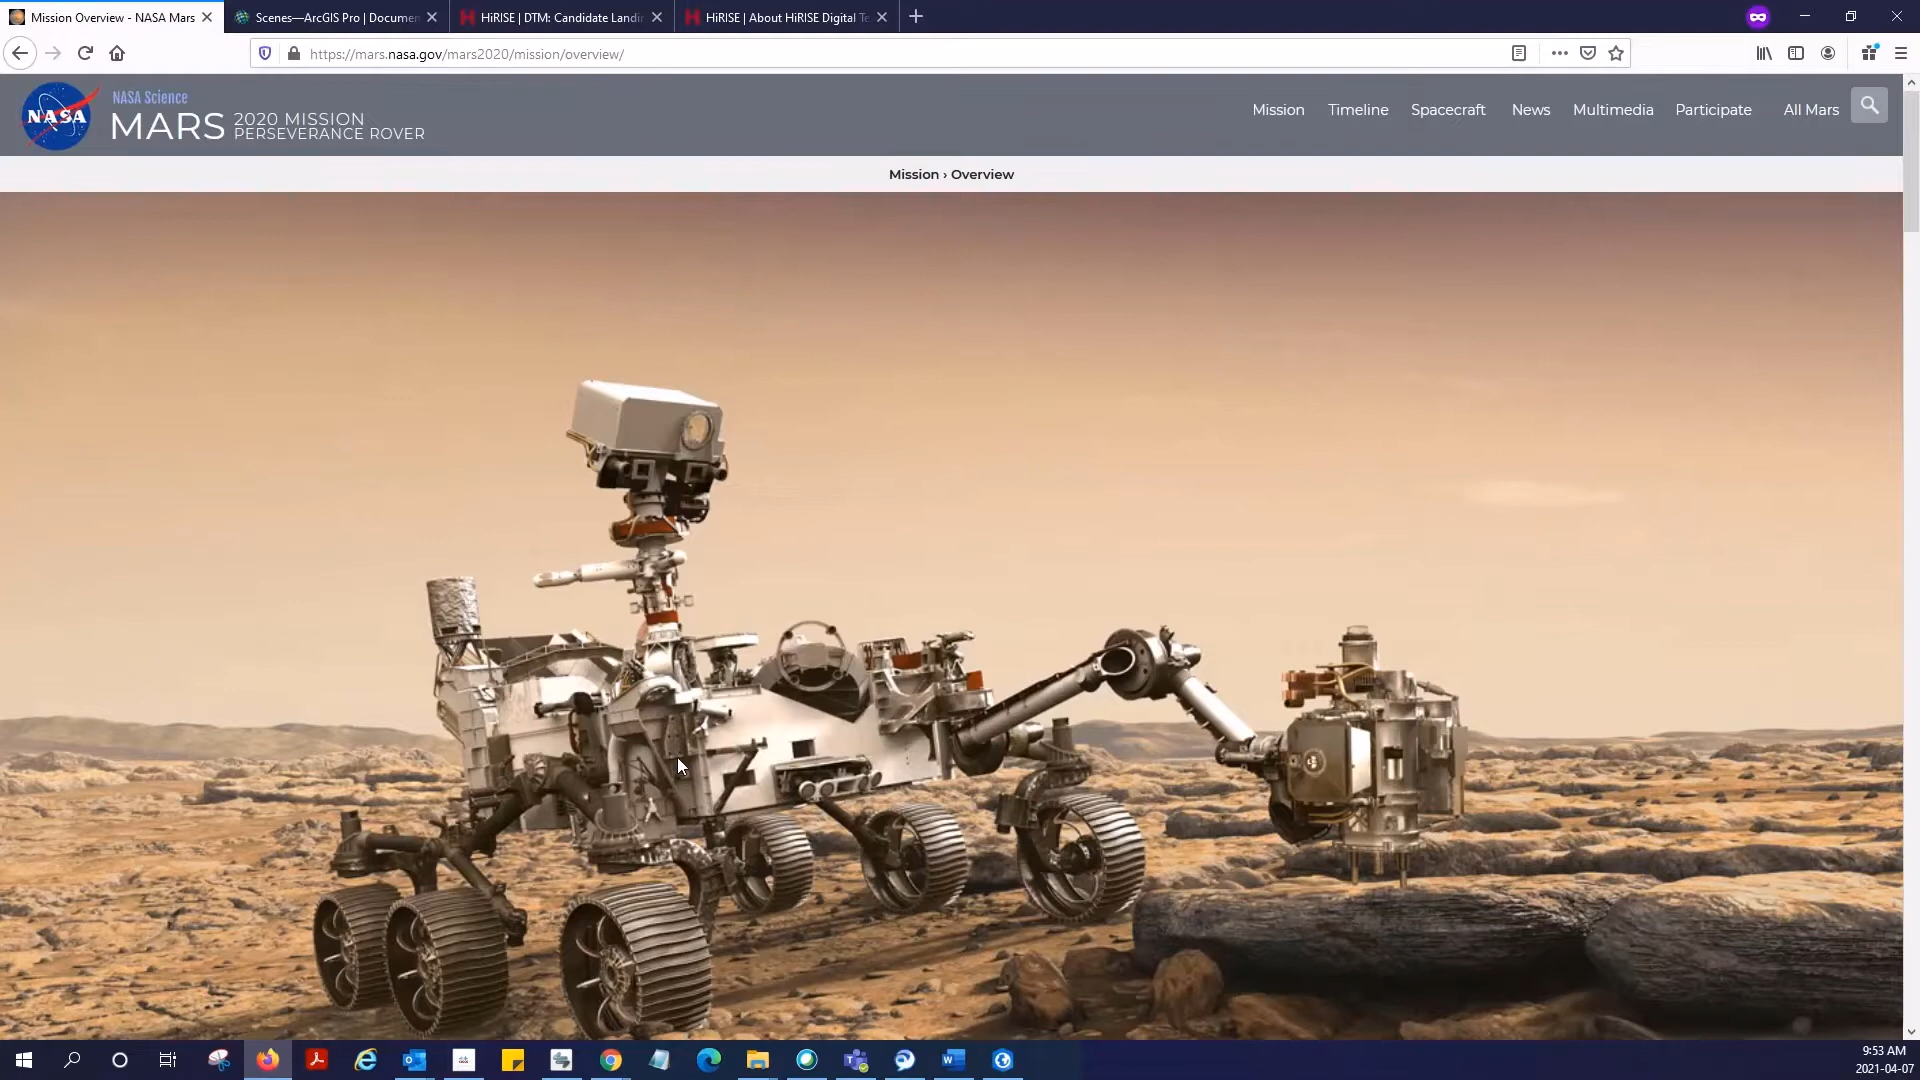 Mission Overview - NASA Mars
Scenes—ArcGIS Pro | Documen
HiRISE | DTM: Candidate Landi
HiRISE | About HiRISE Digital Te
https://mars.nasa.gov/mars2020/mission/overview/
NASA
NASA Science
MARS 2020 MISSION
PERSEVERANCE ROVER
Mission Timeline Spacecraft News Multimedia Participate All Mars
Mission › Overview
9:53 AM
2021-04-07